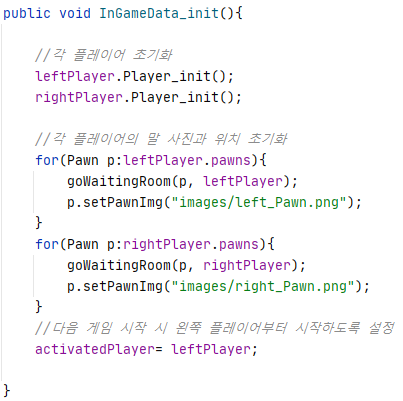 public void InGameData_init(){
//각 플레이어 초기화
leftPlayer.Player_init();
rightPlayer.Player_init();
//각 플레이어의 말 사진과 위치 초기화
for(Pawn p:leftPlayer.pawns){
goWaitingRoom(p, leftPlayer);
p.setPawnImg("images/left_Pawn.png");
}
for(Pawn p:rightPlayer.pawns){
goWaitingRoom(p, rightPlayer);
p.setPawnImg("images/right_Pawn.png");
}
//다음 게임 시작 시 왼쪽 플레이어부터 시작하도록 설정
activatedPlayer= leftPlayer;
}